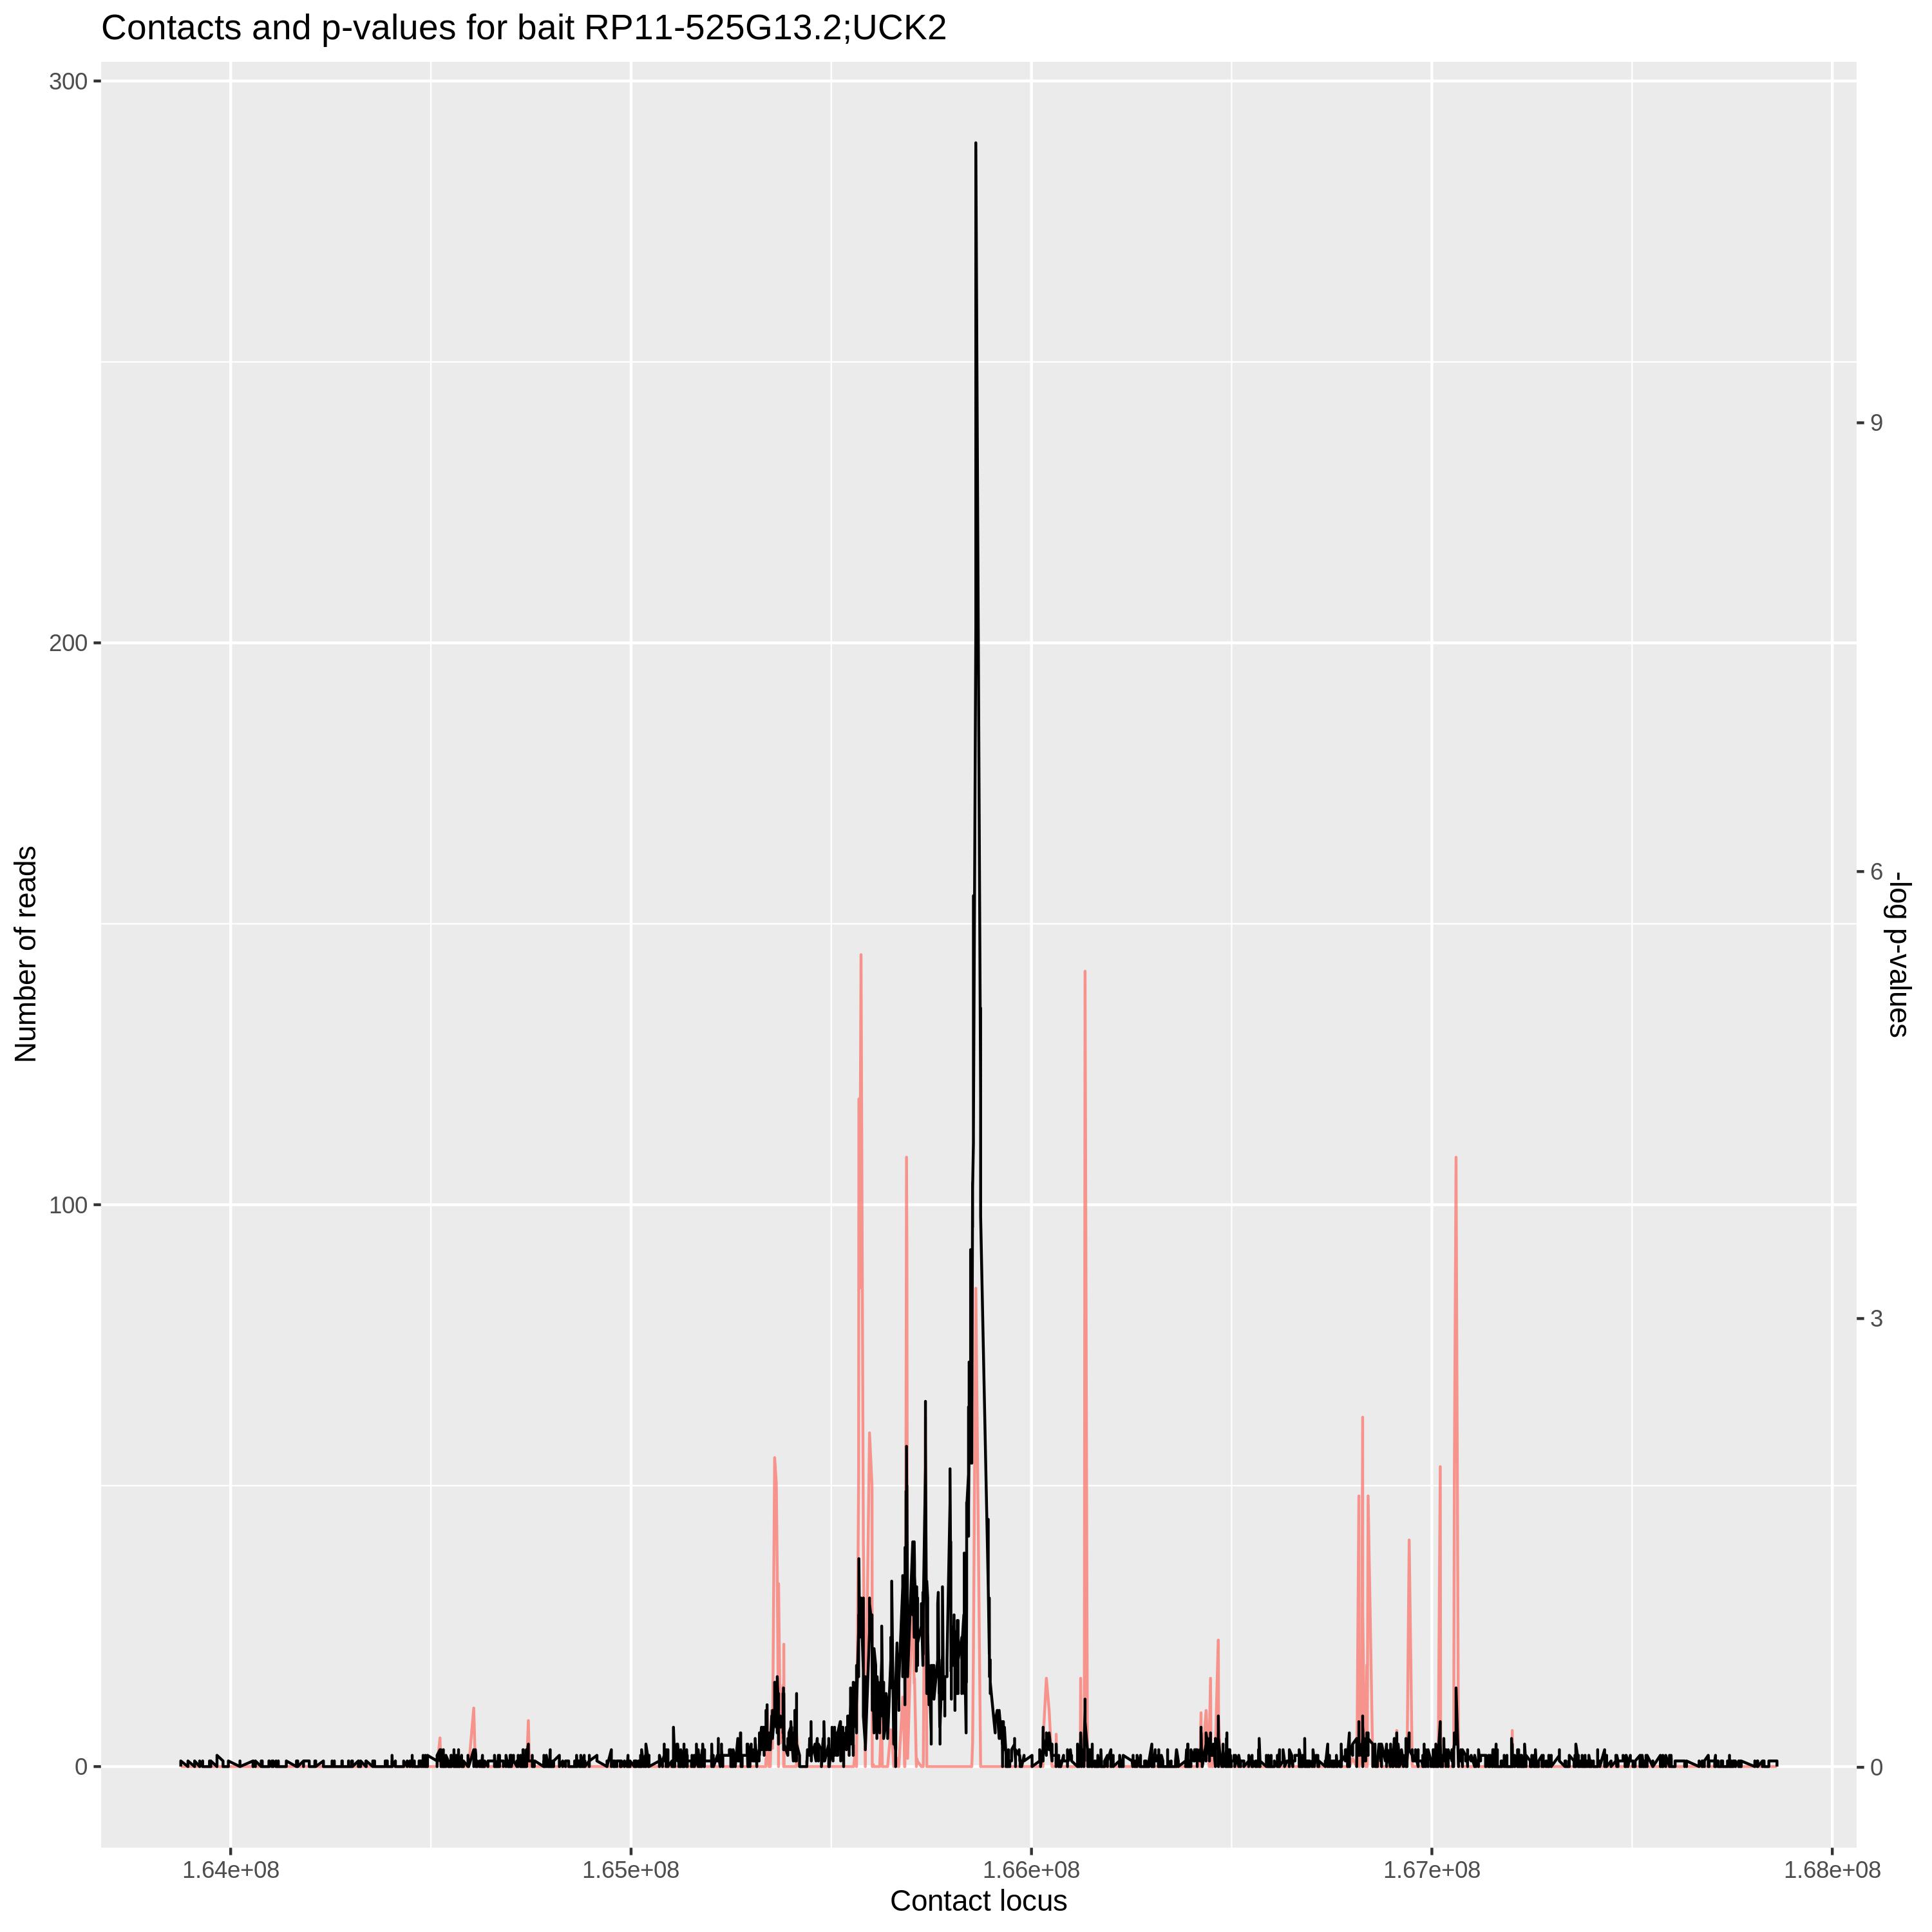 Contacts and p-values for bait RP11-525G13.2;UCK2
300
200
100
0
Number of reads
9
6
3
0
-log p-values
1.64e+08
1.65e+08
1.66e+08
1.67e+08
1.68e+08
Contact locus